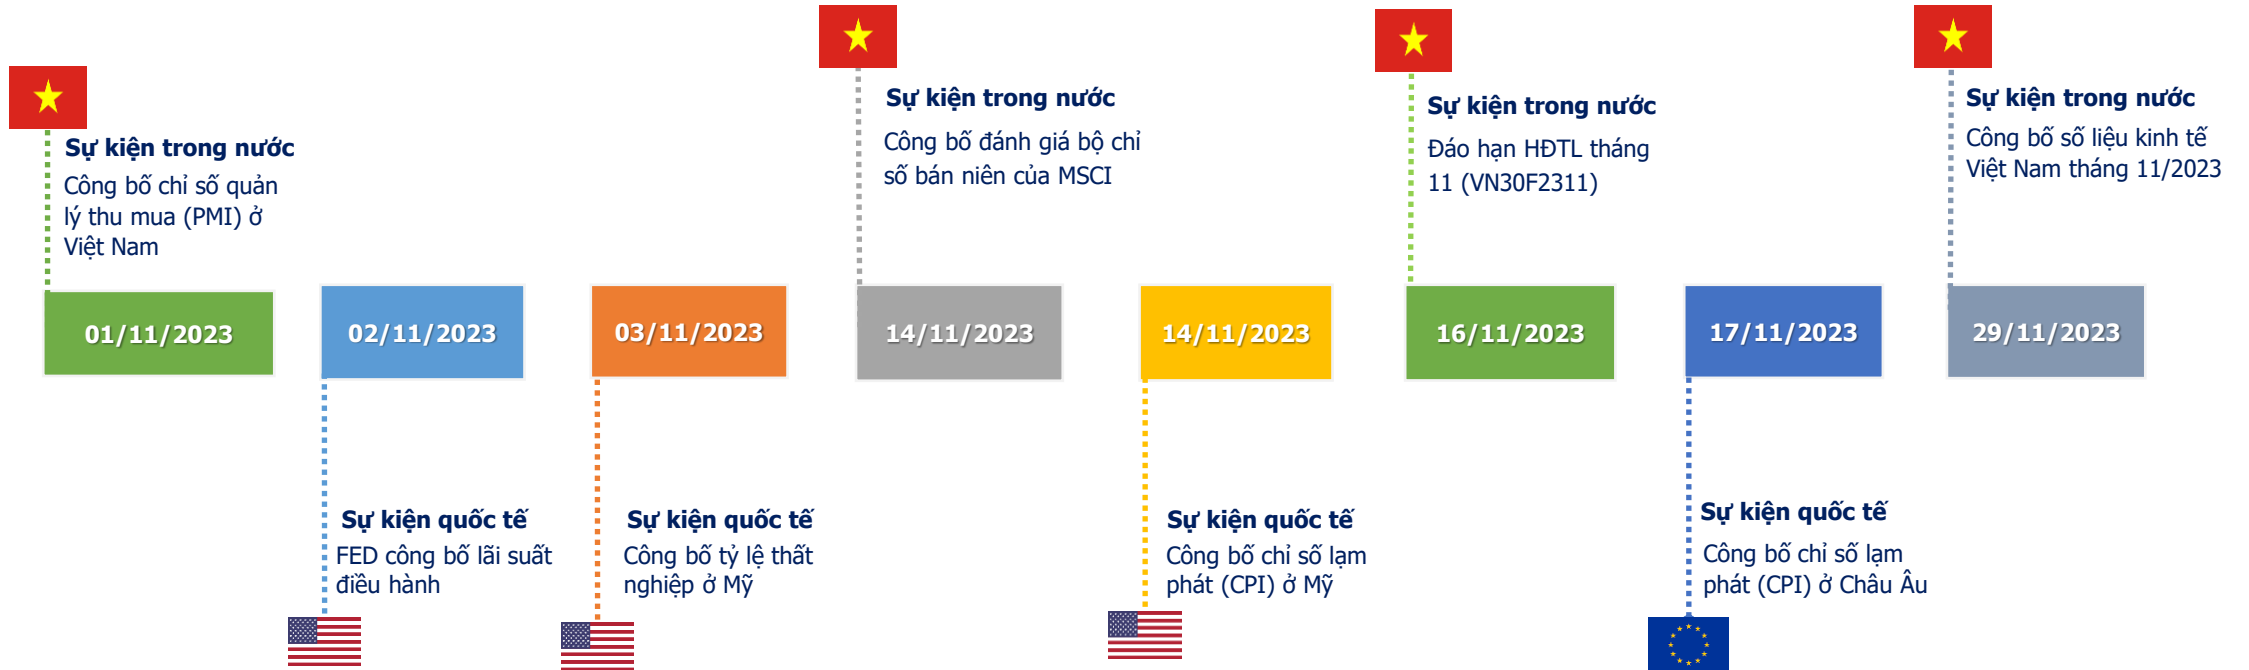 Sự kiện trong nước
Công bố chỉ số quản
lý thu mua (PMI) ở
Việt Nam
Sự kiện trong nước
Công bố đánh giá bộ chỉ
số bán niên của MSCI
Sự kiện trong nước
Đáo hạn HĐTL tháng
11 (VN30F2311)
Sự kiện trong nước
Công bố số liệu kinh tế
Việt Nam tháng 11/2023
01/11/2023
02/11/2023
03/11/2023
14/11/2023
14/11/2023
16/11/2023
17/11/2023
29/11/2023
Sự kiện quốc tế
FED công bố lãi suất
điều hành
Sự kiện quốc tế
Công bố tỷ lệ thất
nghiệp ở Mỹ
Sự kiện quốc tế
Công bố chỉ số lạm
phát (CPI) ở Mỹ
Sự kiện quốc tế
Công bố chỉ số lạm
phát (CPI) ở Châu Âu